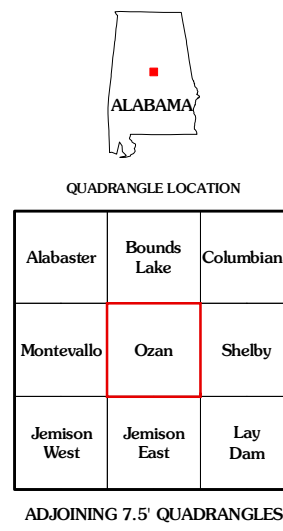 ALABAMA
QUADRANGLE LOCATION
Alabaster
Bounds
Lake
Columbian
Montevallo
Ozan
Shelby
Jemison
West
Jemison
East
Lay
Dam
ADJOINING 7.5' QUADRANGLES